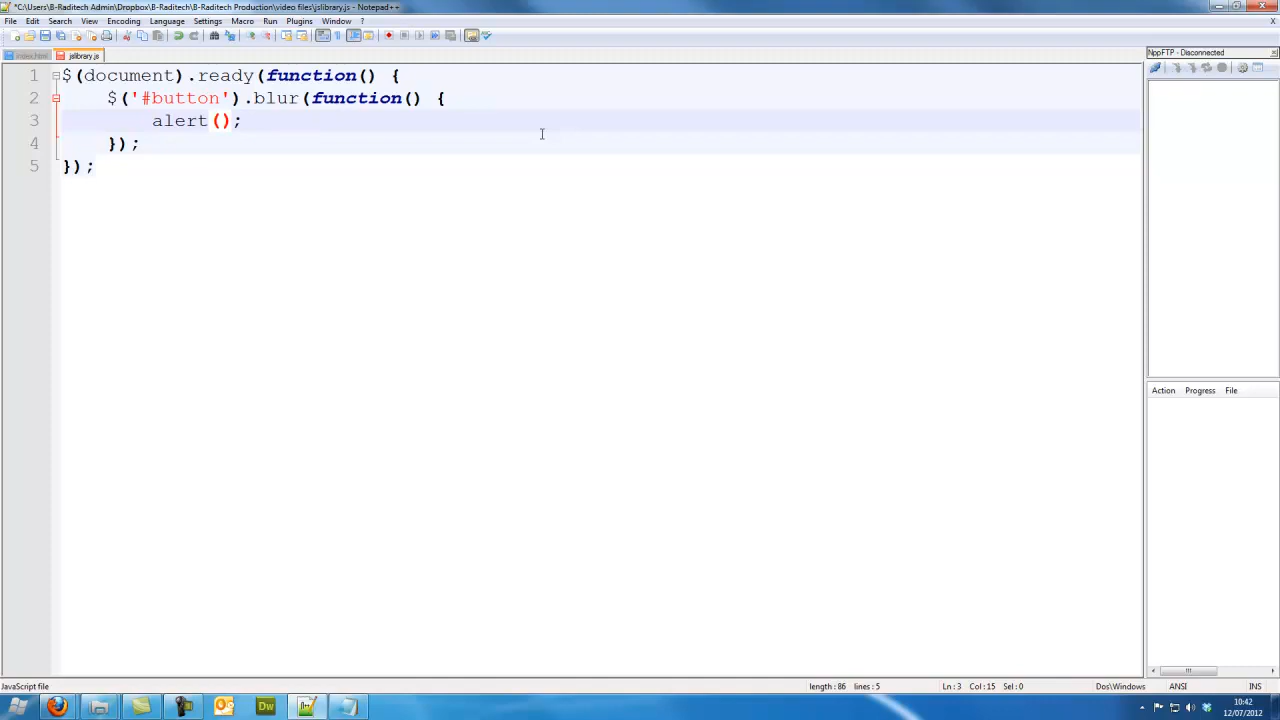 *C:\Users\B-Raditech Admin\Dropbox\B-Raditech\B-Raditech Production\video files\jslibrary.js - Notepad++
File Edit Search View Encoding Language Settings Macro Run Plugins Window ?
X
index.html jslibrary.js
NppFTP - Disconnected
1 $(document).ready(function() {
2 $('#button').blur(function() {
3 alert();
4 });
5 });
Action Progress File
JavaScript file
length : 86 lines : 5
Ln : 3 Col : 15 Sel : 0
Dos\Windows
ANSI
INS
Dw
10:42
12/07/2012